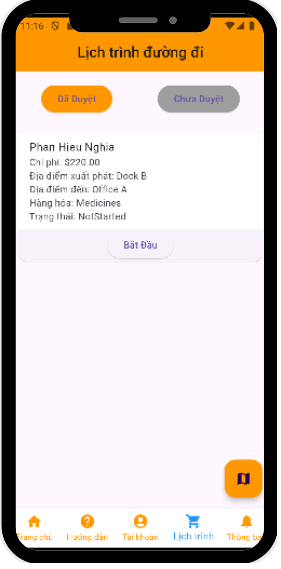 11:16
Lịch trình đường đi
Đã Duyệt
Chưa Duyệt
Phan Hieu Nghia
Chi phí: $220.00
Địa điểm xuất phát: Dock B
Địa điểm đến: Office A
Hàng hóa: Medicines
Trạng thái: NotStarted
Bắt Đầu
Trang chủ
Hướng dẫn
Tài khoản
Lịch trình
Thông bá